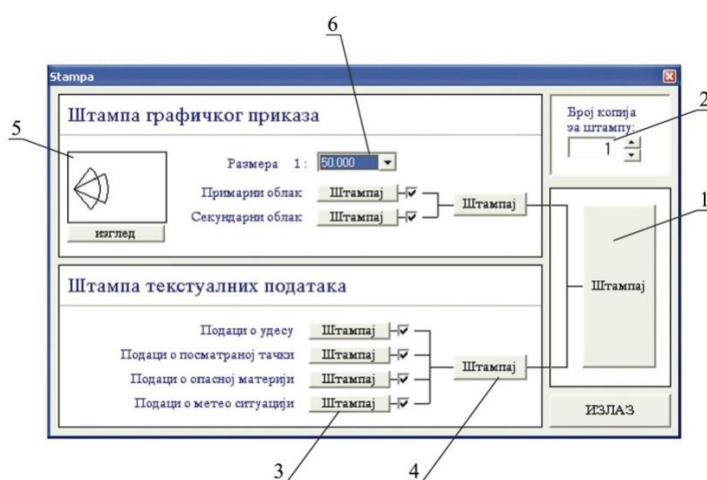 6
Stampa
Штампа графичког приказа
Број копија
за штампу:
2
5
1
Размера 1: 50.000
Примарни облак Штампај
Штампај
Секундарни облак Штампај
изглед
1
Штампај
Штампа текстуалних података
Подаци о удесу Штампај
Подаци о посматраној тачки Штампај
Штампај
Подаци о опасној материји Штампај
Подаци о метео ситуацији Штампај
ИЗЛАЗ
3
4